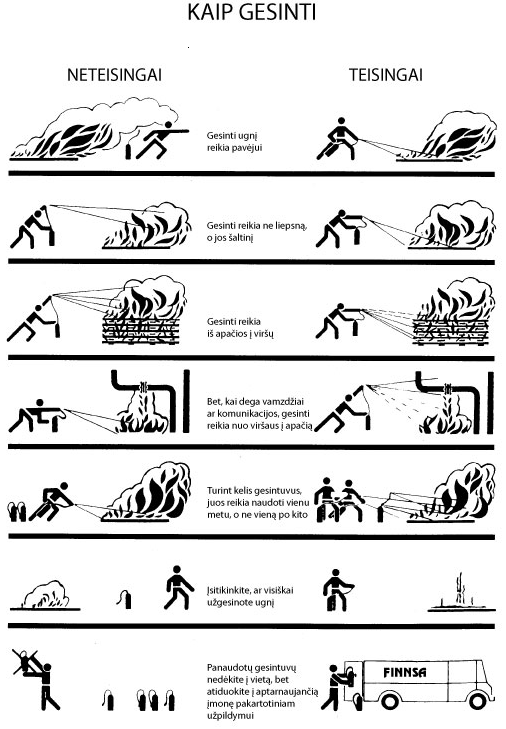 KAIP GESINTI
NETEISINGAI
TEISINGAI
Gesinti ugnį
reikia pavėjui
Gesinti reikia ne liepsną,
o jos šaltinį
Gesinti reikia
iš apačios į viršų
Bet, kai dega vamzdžiai
ar komunikacijos, gesinti
reikia nuo viršaus į apačią
Turint kelis gesintuvus,
juos reikia naudoti vienu
metu, o ne vieną po kito
Įsitikinkite, ar visiškai
užgesinote ugnį
Panaudotų gesintuvų
nedėkite į vietą, bet
atiduokite į aptarnaujančią
įmonę pakartotiniam
užpildymui
FINNSA